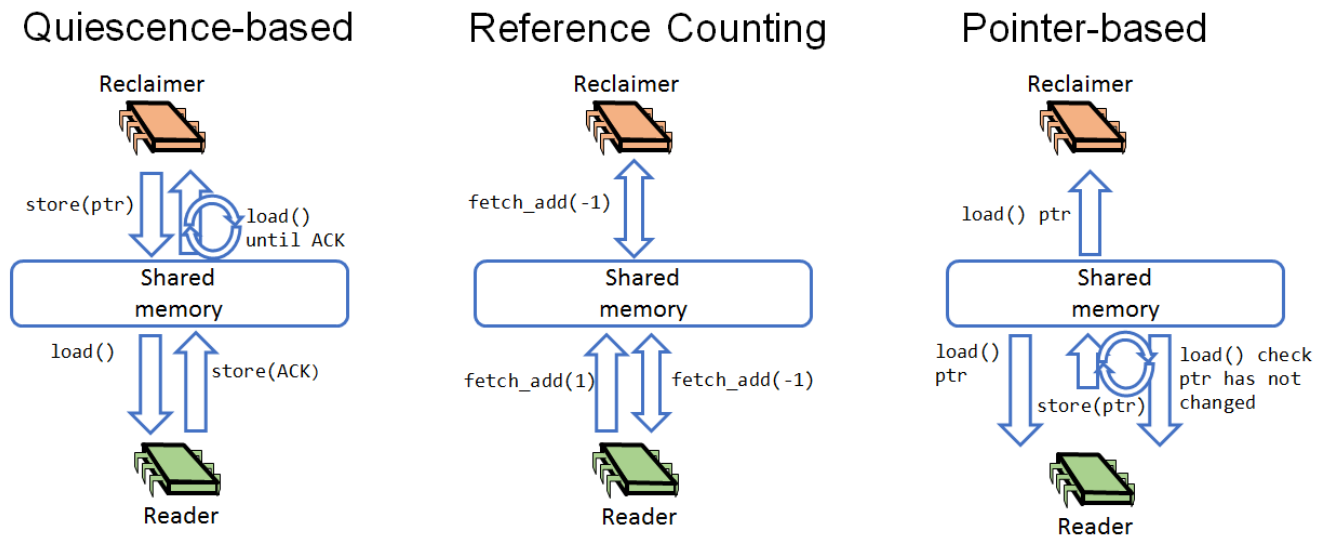 Quiescence-based
Reclaimer
store(ptr)
load()
until ACK
Shared
memory
load()
store(ACK)
Reader
Reference Counting
Reclaimer
fetch_add(-1)
Shared
memory
fetch_add(1)
fetch_add(-1)
Reader
Pointer-based
Reclaimer
load() ptr
Shared
memory
load()
ptr
store(ptr)
load() check
ptr has not
changed
Reader